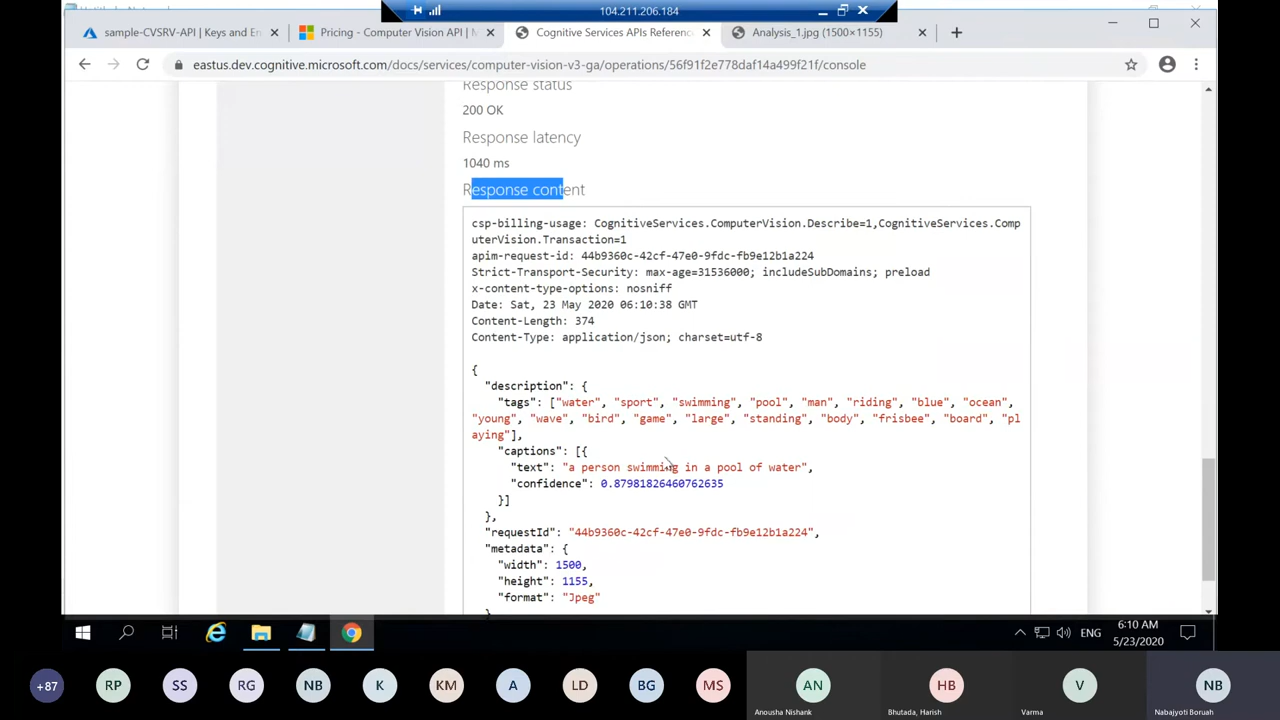 104.211.206.184
sample-CVSRV-API | Keys and En
Pricing - Computer Vision API | M
Cognitive Services APIs Referenc
Analysis_1.jpg (1500×1155)
eastus.dev.cognitive.microsoft.com/docs/services/computer-vision-v3-ga/operations/56f91f2e778daf14a499f21f/console
Response status
200 OK
Response latency
1040 ms
Response content
csp-billing-usage: CognitiveServices.ComputerVision.Describe=1,CognitiveServices.Comp
uterVision.Transaction=1
apim-request-id: 44b9360c-42cf-47e0-9fdc-fb9e12b1a224
Strict-Transport-Security: max-age=31536000; includeSubDomains; preload
x-content-type-options: nosniff
Date: Sat, 23 May 2020 06:10:38 GMT
Content-Length: 374
Content-Type: application/json; charset=utf-8
{
"description": {
"tags": ["water", "sport", "swimming", "pool", "man", "riding", "blue", "ocean",
"young", "wave", "bird", "game", "large", "standing", "body", "frisbee", "board", "pl
aying"],
"captions": [{
"text": "a person swimming in a pool of water",
"confidence": 0.87981826460762635
}]
},
"requestId": "44b9360c-42cf-47e0-9fdc-fb9e12b1a224",
"metadata": {
"width": 1500,
"height": 1155,
"format": "Jpeg"
}
ENG
6:10 AM
5/23/2020
+87
RP
SS
RG
NB
K
KM
A
LD
BG
MS
AN
HB
V
NB
Anousha Nishank
Bhutada, Harish
Varma
Nabajyoti Boruah